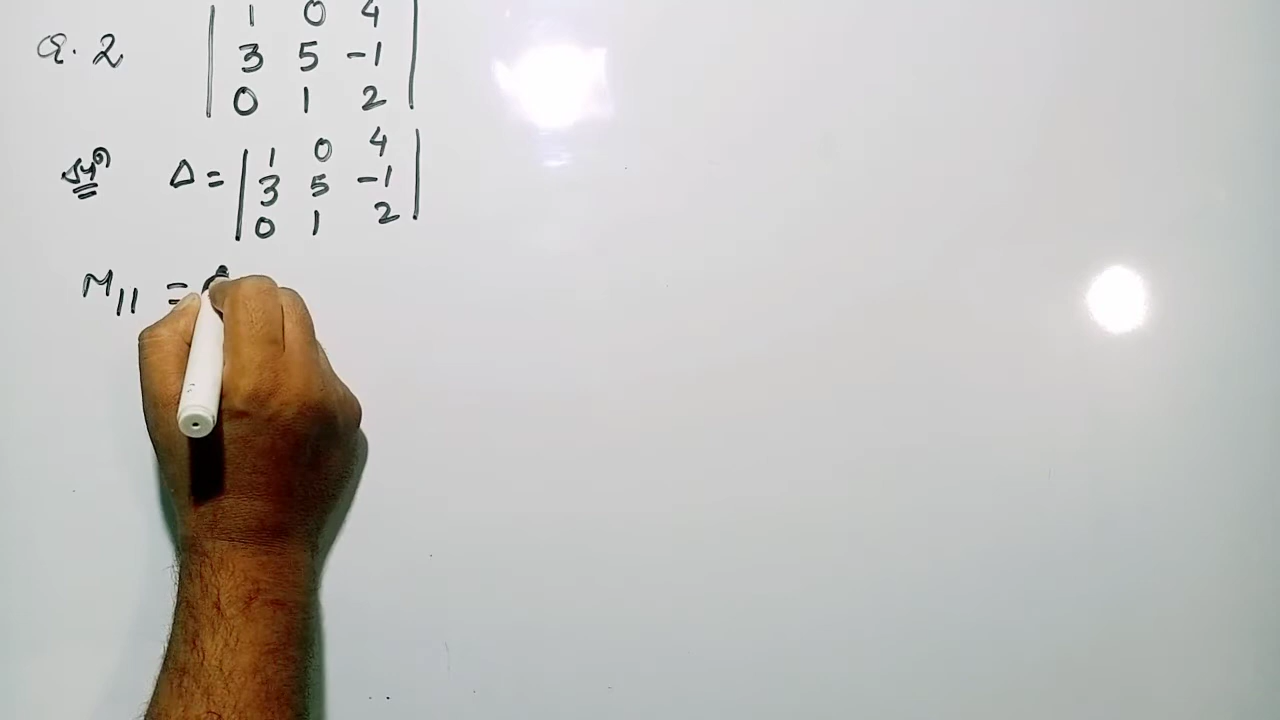 | 1 0 4 |
Q. 2 | 3 5 -1 |
| 0 1 2 |
| 1 0 4 |
Solⁿ Δ = | 3 5 -1 |
| 0 1 2 |
M₁₁ =